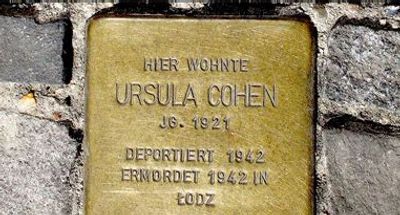 HIER WOHNTE
URSULA COHEN
JG. 1921
DEPORTIERT 1942
ERMORDET 1942 IN
ŁODZ